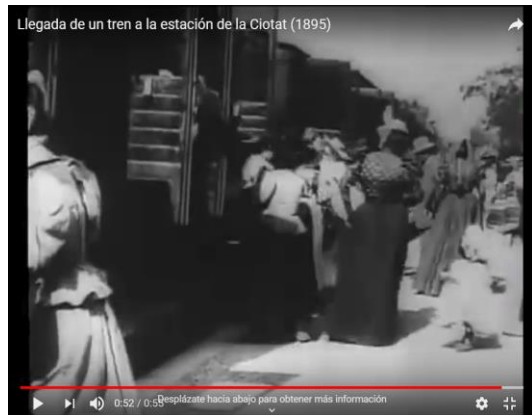 Llegada de un tren a la estación de la Ciotat (1895)
0:52 / 0:55 Desplázate hacia abajo para obtener más información